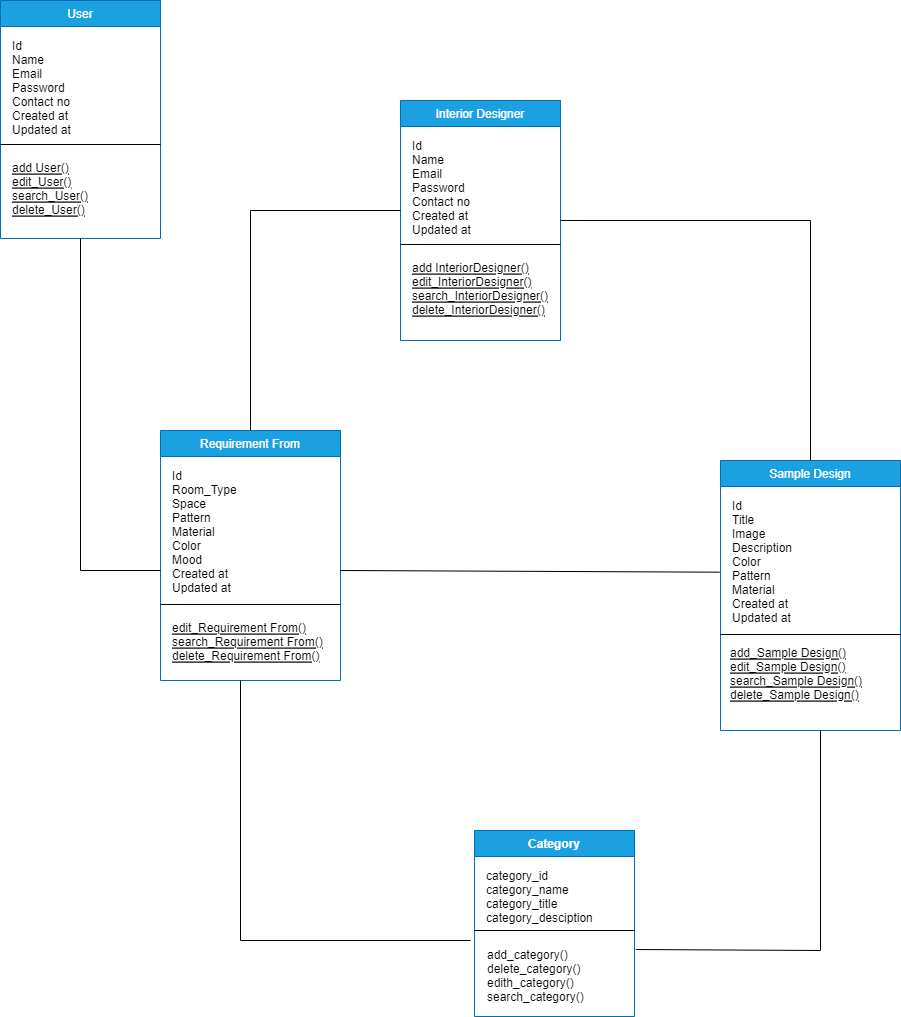 User
Id
Name
Email
Password
Contact no
Created at
Updated at
add User()
edit_User()
search_User()
delete_User()
Interior Designer
Id
Name
Email
Password
Contact no
Created at
Updated at
add InteriorDesigner()
edit_InteriorDesigner()
search_InteriorDesigner()
delete_InteriorDesigner()
Requirement From
Id
Room_Type
Space
Pattern
Material
Color
Mood
Created at
Updated at
edit_Requirement From()
search_Requirement From()
delete_Requirement From()
Sample Design
Id
Title
Image
Description
Color
Pattern
Material
Created at
Updated at
add_Sample Design()
edit_Sample Design()
search_Sample Design()
delete_Sample Design()
Category
category_id
category_name
category_title
category_desciption
add_category()
delete_category()
edith_category()
search_category()